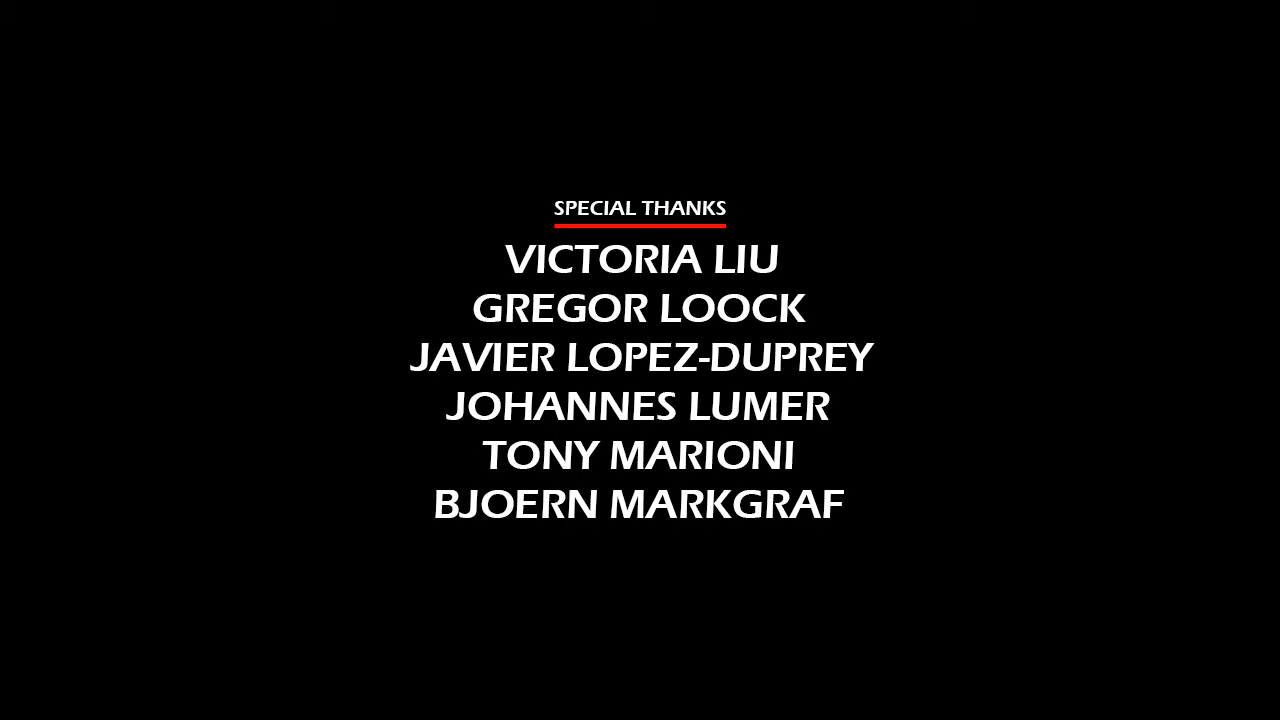 SPECIAL THANKS
VICTORIA LIU
GREGOR LOOCK
JAVIER LOPEZ-DUPREY
JOHANNES LUMER
TONY MARIONI
BJOERN MARKGRAF